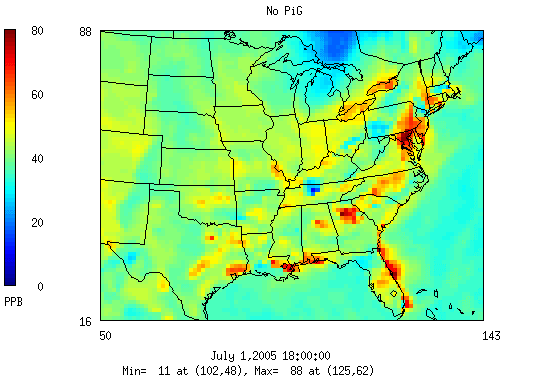 No PiG
80
60
40
20
0
PPB
88
16
50 143
July 1,2005 18:00:00
Min= 11 at (102,48), Max= 88 at (125,62)